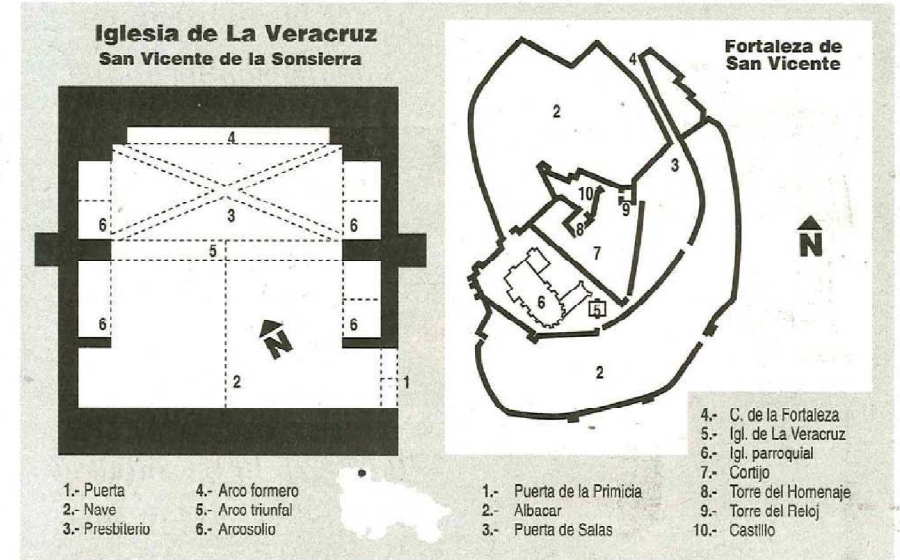 Iglesia de La Veracruz
San Vicente de la Sonsierra
4
3
6
6
5
6
6
N
2
1
1.- Puerta
2.- Nave
3.- Presbiterio
4.- Arco formero
5.- Arco triunfal
6.- Arcosolio
Fortaleza de
San Vicente
4
2
3
10
9
8
7
N
6
5
2
1.- Puerta de la Primicia
2.- Albacar
3.- Puerta de Salas
4.- C. de la Fortaleza
5.- Igl. de La Veracruz
6.- Igl. parroquial
7.- Cortijo
8.- Torre del Homenaje
9.- Torre del Reloj
10.- Castillo